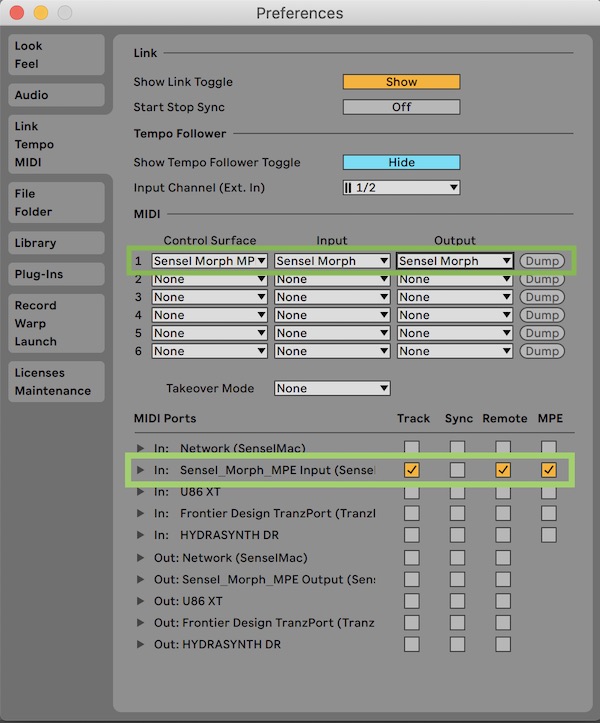 Preferences
Look
Feel
Audio
Link
Tempo
MIDI
File
Folder
Library
Plug-Ins
Record
Warp
Launch
Licenses
Maintenance
Link
Show Link Toggle Show
Start Stop Sync Off
Tempo Follower
Show Tempo Follower Toggle Hide
Input Channel (Ext. In) 1/2
MIDI
Control Surface Input Output
1 Sensel Morph MP Sensel Morph Sensel Morph Dump
2 None None None Dump
3 None None None Dump
4 None None None Dump
5 None None None Dump
6 None None None Dump
Takeover Mode None
MIDI Ports Track Sync Remote MPE
In: Network (SenselMac)
In: Sensel_Morph_MPE Input (Sense
In: U86 XT
In: Frontier Design TranzPort (Tranz
In: HYDRASYNTH DR
Out: Network (SenselMac)
Out: Sensel_Morph_MPE Output (Sen
Out: U86 XT
Out: Frontier Design TranzPort (Tranz
Out: HYDRASYNTH DR